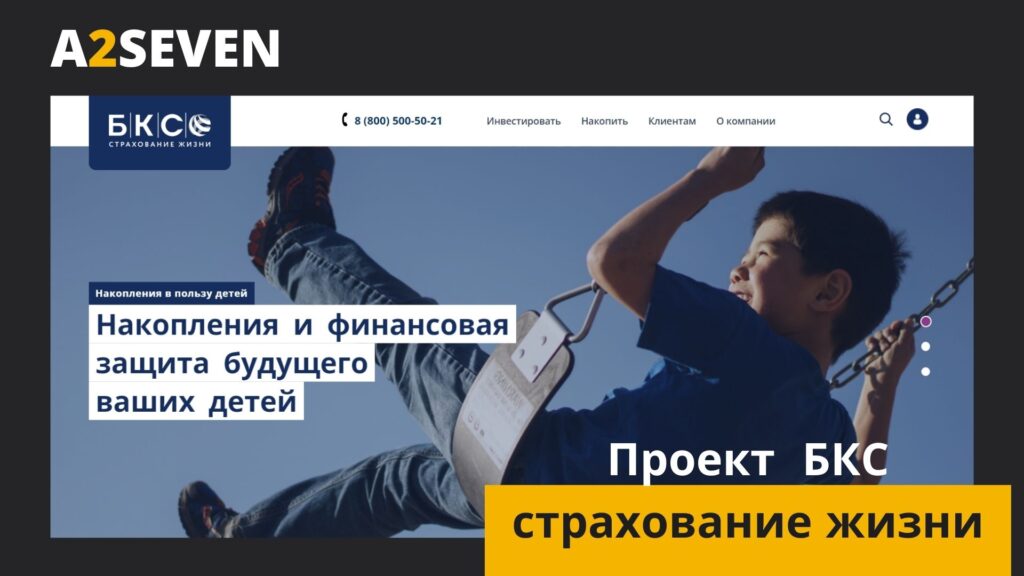 A2SEVEN
Б|К|С
СТРАХОВАНИЕ ЖИЗНИ
8 (800) 500-50-21
Инвестировать
Накопить
Клиентам
О компании
Накопления в пользу детей
Накопления и финансовая
защита будущего
ваших детей
Проект БКС
страхование жизни